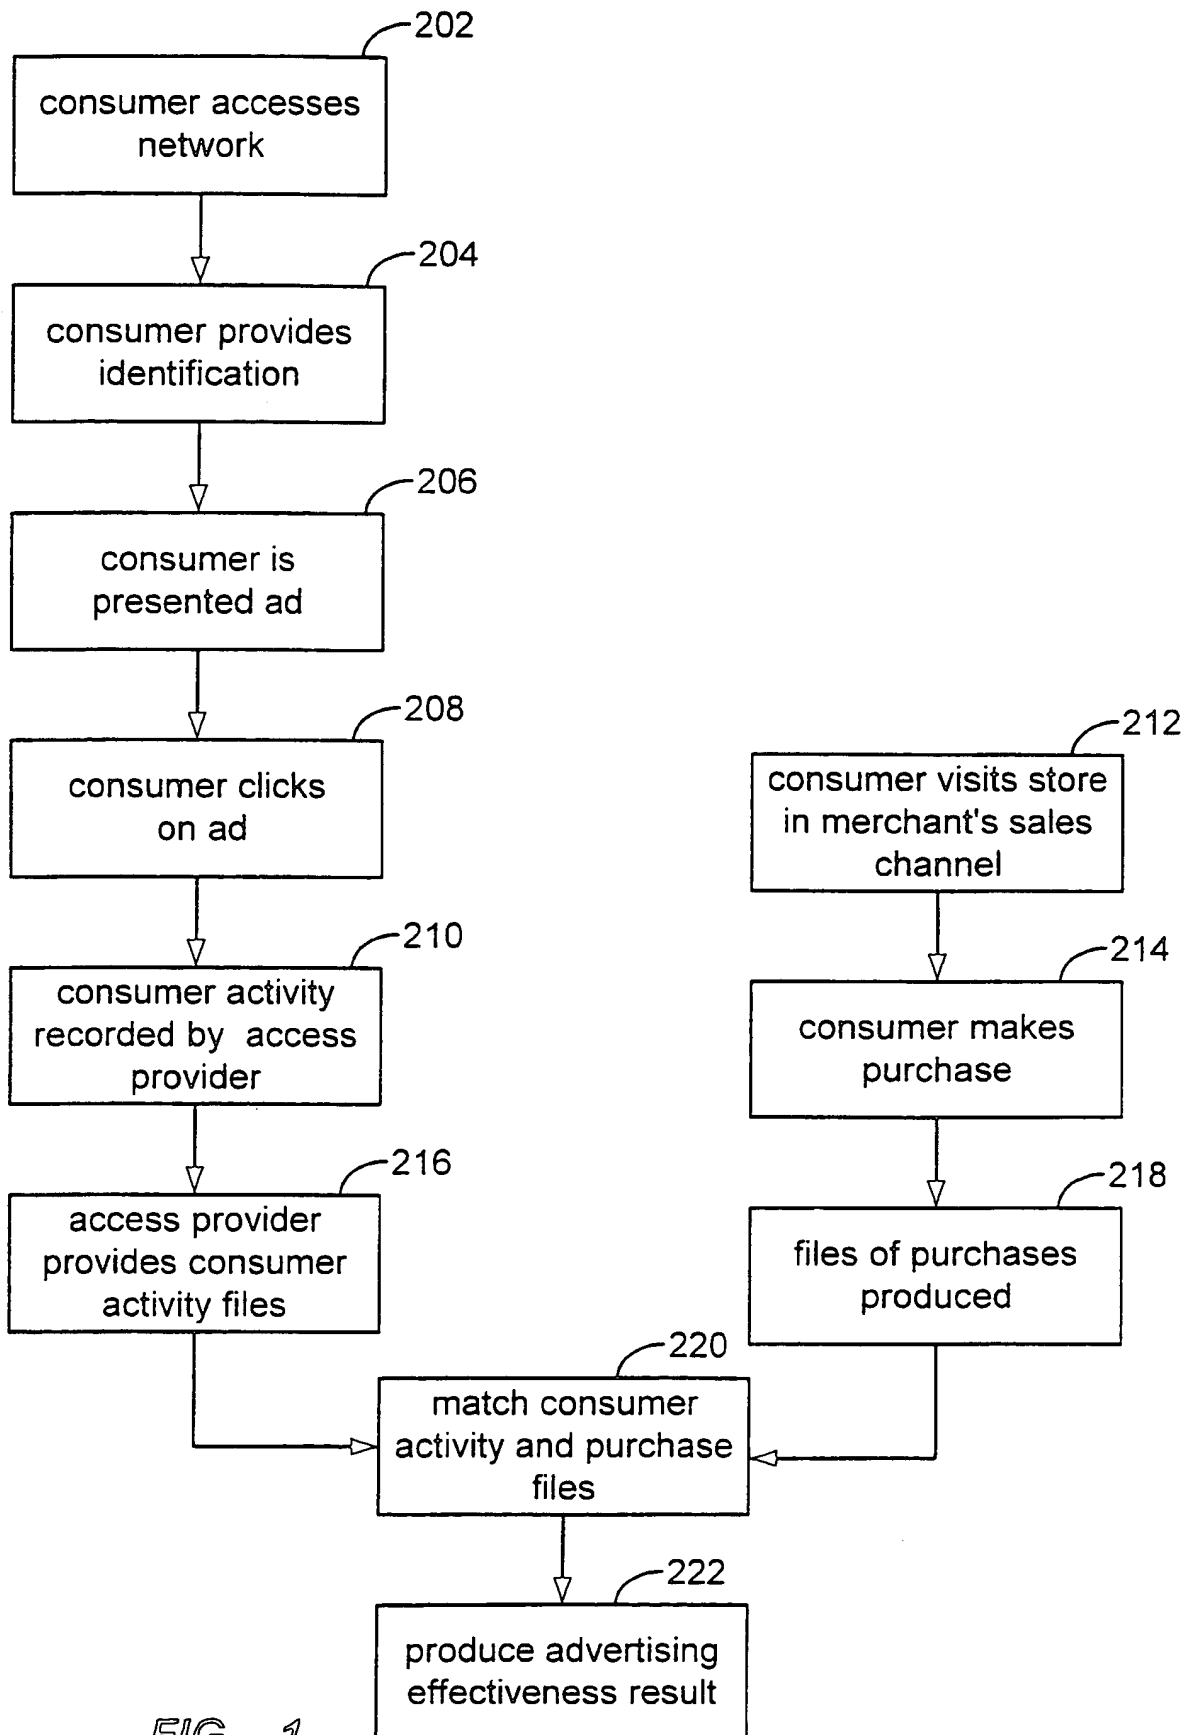 202
consumer accesses
network
204
consumer provides
identification
206
consumer is
presented ad
208
consumer clicks
on ad
210
consumer activity
recorded by access
provider
216
access provider
provides consumer
activity files
212
consumer visits store
in merchant's sales
channel
214
consumer makes
purchase
218
files of purchases
produced
220
match consumer
activity and purchase
files
222
produce advertising
effectiveness result
FIG. 1